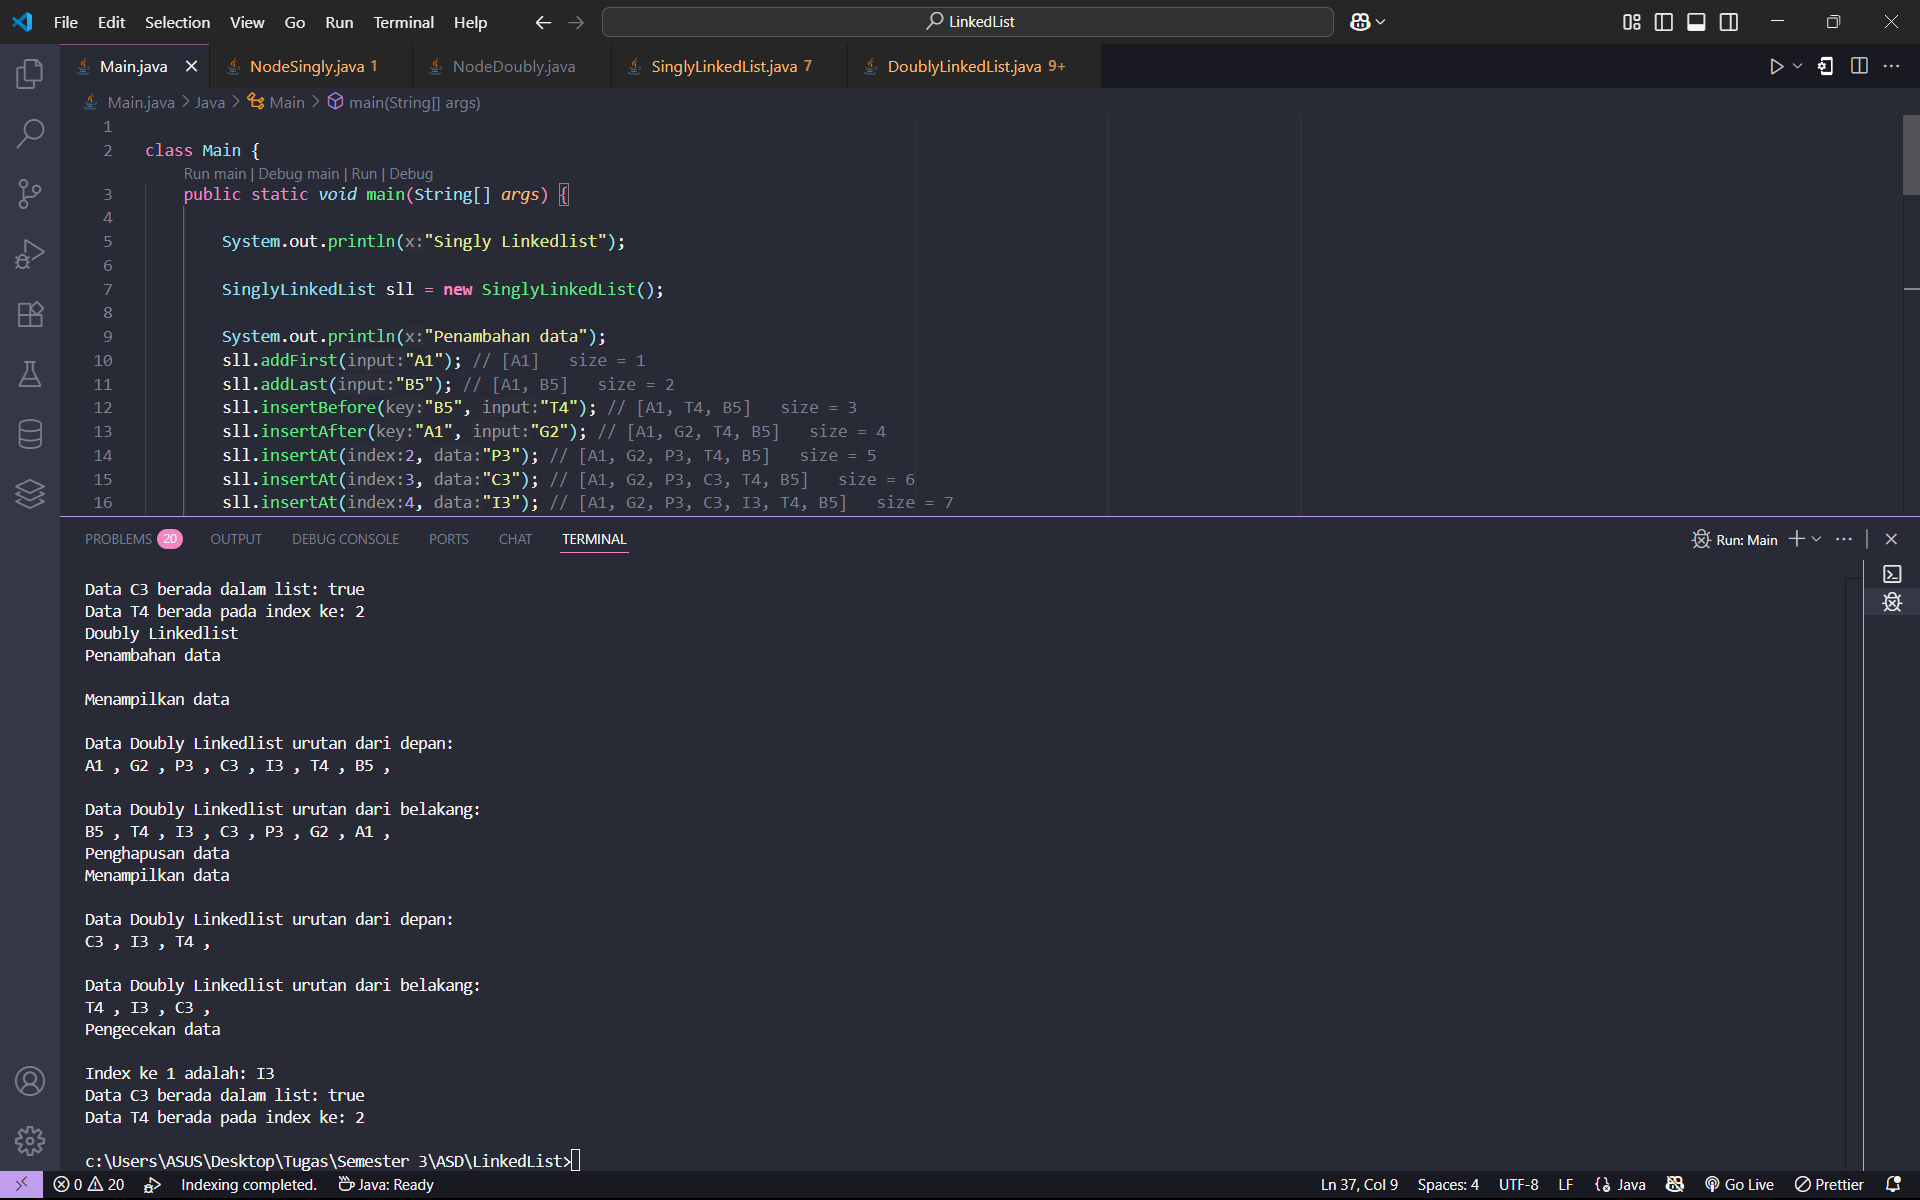 File Edit Selection View Go Run Terminal Help LinkedList
Main.java NodeSingly.java 1 NodeDoubly.java SinglyLinkedList.java 7 DoublyLinkedList.java 9+
Main.java > Java > Main > main(String[] args)
1
2 class Main {
Run main | Debug main | Run | Debug
3 public static void main(String[] args) {
4
5 System.out.println(x:"Singly Linkedlist");
6
7 SinglyLinkedList sll = new SinglyLinkedList();
8
9 System.out.println(x:"Penambahan data");
10 sll.addFirst(input:"A1"); // [A1]   size = 1
11 sll.addLast(input:"B5"); // [A1, B5]   size = 2
12 sll.insertBefore(key:"B5", input:"T4"); // [A1, T4, B5]   size = 3
13 sll.insertAfter(key:"A1", input:"G2"); // [A1, G2, T4, B5]   size = 4
14 sll.insertAt(index:2, data:"P3"); // [A1, G2, P3, T4, B5]   size = 5
15 sll.insertAt(index:3, data:"C3"); // [A1, G2, P3, C3, T4, B5]   size = 6
16 sll.insertAt(index:4, data:"I3"); // [A1, G2, P3, C3, I3, T4, B5]   size = 7
PROBLEMS 20 OUTPUT DEBUG CONSOLE PORTS CHAT TERMINAL Run: Main
Data C3 berada dalam list: true
Data T4 berada pada index ke: 2
Doubly Linkedlist
Penambahan data
Menampilkan data
Data Doubly Linkedlist urutan dari depan:
A1 , G2 , P3 , C3 , I3 , T4 , B5 ,
Data Doubly Linkedlist urutan dari belakang:
B5 , T4 , I3 , C3 , P3 , G2 , A1 ,
Penghapusan data
Menampilkan data
Data Doubly Linkedlist urutan dari depan:
C3 , I3 , T4 ,
Data Doubly Linkedlist urutan dari belakang:
T4 , I3 , C3 ,
Pengecekan data
Index ke 1 adalah: I3
Data C3 berada dalam list: true
Data T4 berada pada index ke: 2
c:\Users\ASUS\Desktop\Tugas\Semester 3\ASD\LinkedList>
0 20 Indexing completed. Java: Ready Ln 37, Col 9 Spaces: 4 UTF-8 LF Java Go Live Prettier